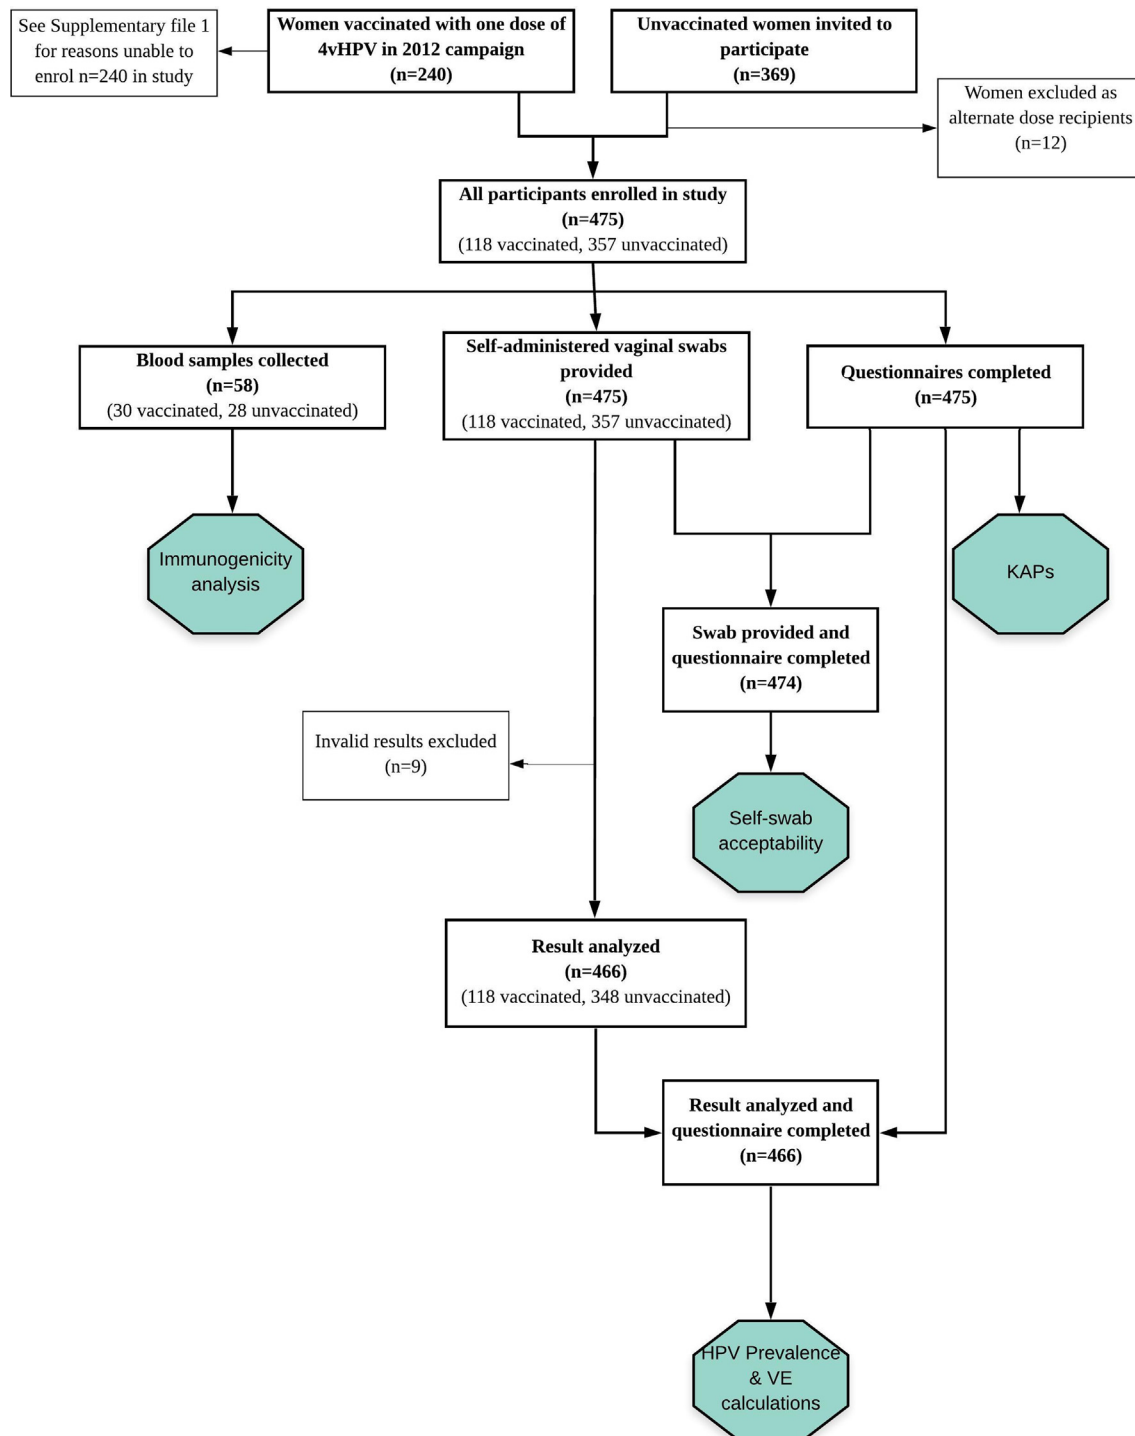 See Supplementary file 1
for reasons unable to
enrol n=240 in study
Women vaccinated with one dose of
4vHPV in 2012 campaign
(n=240)
Unvaccinated women invited to
participate
(n=369)
Women excluded as
alternate dose recipients
(n=12)
All participants enrolled in study
(n=475)
(118 vaccinated, 357 unvaccinated)
Blood samples collected
(n=58)
(30 vaccinated, 28 unvaccinated)
Self-administered vaginal swabs
provided
(n=475)
(118 vaccinated, 357 unvaccinated)
Questionnaires completed
(n=475)
Immunogenicity
analysis
KAPs
Swab provided and
questionnaire completed
(n=474)
Invalid results excluded
(n=9)
Self-swab
acceptability
Result analyzed
(n=466)
(118 vaccinated, 348 unvaccinated)
Result analyzed and
questionnaire completed
(n=466)
HPV Prevalence
& VE
calculations